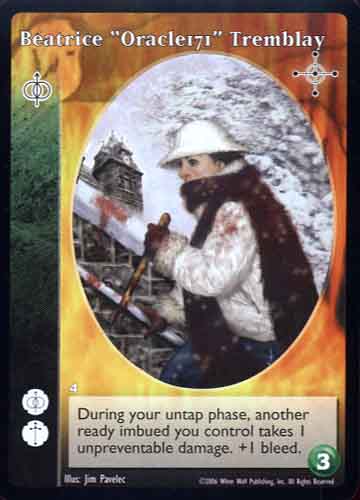 Beatrice "Oracle171" Tremblay
4
During your untap phase, another
ready imbued you control takes 1
unpreventable damage. +1 bleed.
3
Illus: Jim Pavelec
©2006 White Wolf Publishing, Inc. All Rights Reserved